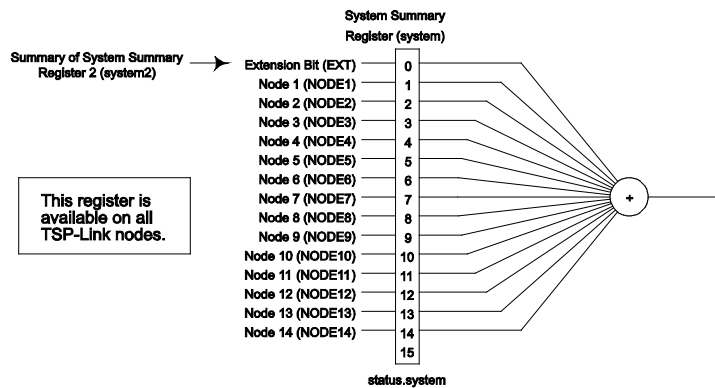 System Summary
Register (system)
Summary of System Summary
Register 2 (system2)
Extension Bit (EXT) 0
Node 1 (NODE1) 1
Node 2 (NODE2) 2
Node 3 (NODE3) 3
Node 4 (NODE4) 4
Node 5 (NODE5) 5
Node 6 (NODE6) 6
Node 7 (NODE7) 7
Node 8 (NODE8) 8
Node 9 (NODE9) 9
Node 10 (NODE10) 10
Node 11 (NODE11) 11
Node 12 (NODE12) 12
Node 13 (NODE13) 13
Node 14 (NODE14) 14
15
+
This register is
available on all
TSP-Link nodes.
status.system